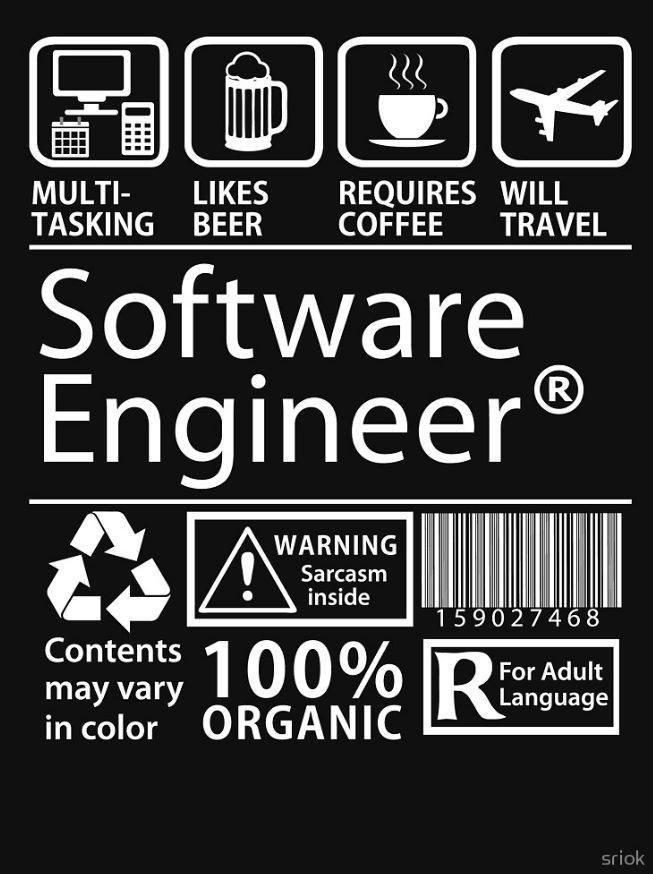 MULTI-
TASKING
LIKES
BEER
REQUIRES
COFFEE
WILL
TRAVEL
Software
Engineer®
WARNING
Sarcasm
inside
159027468
Contents
may vary
in color
100%
ORGANIC
R For Adult
Language
sriok